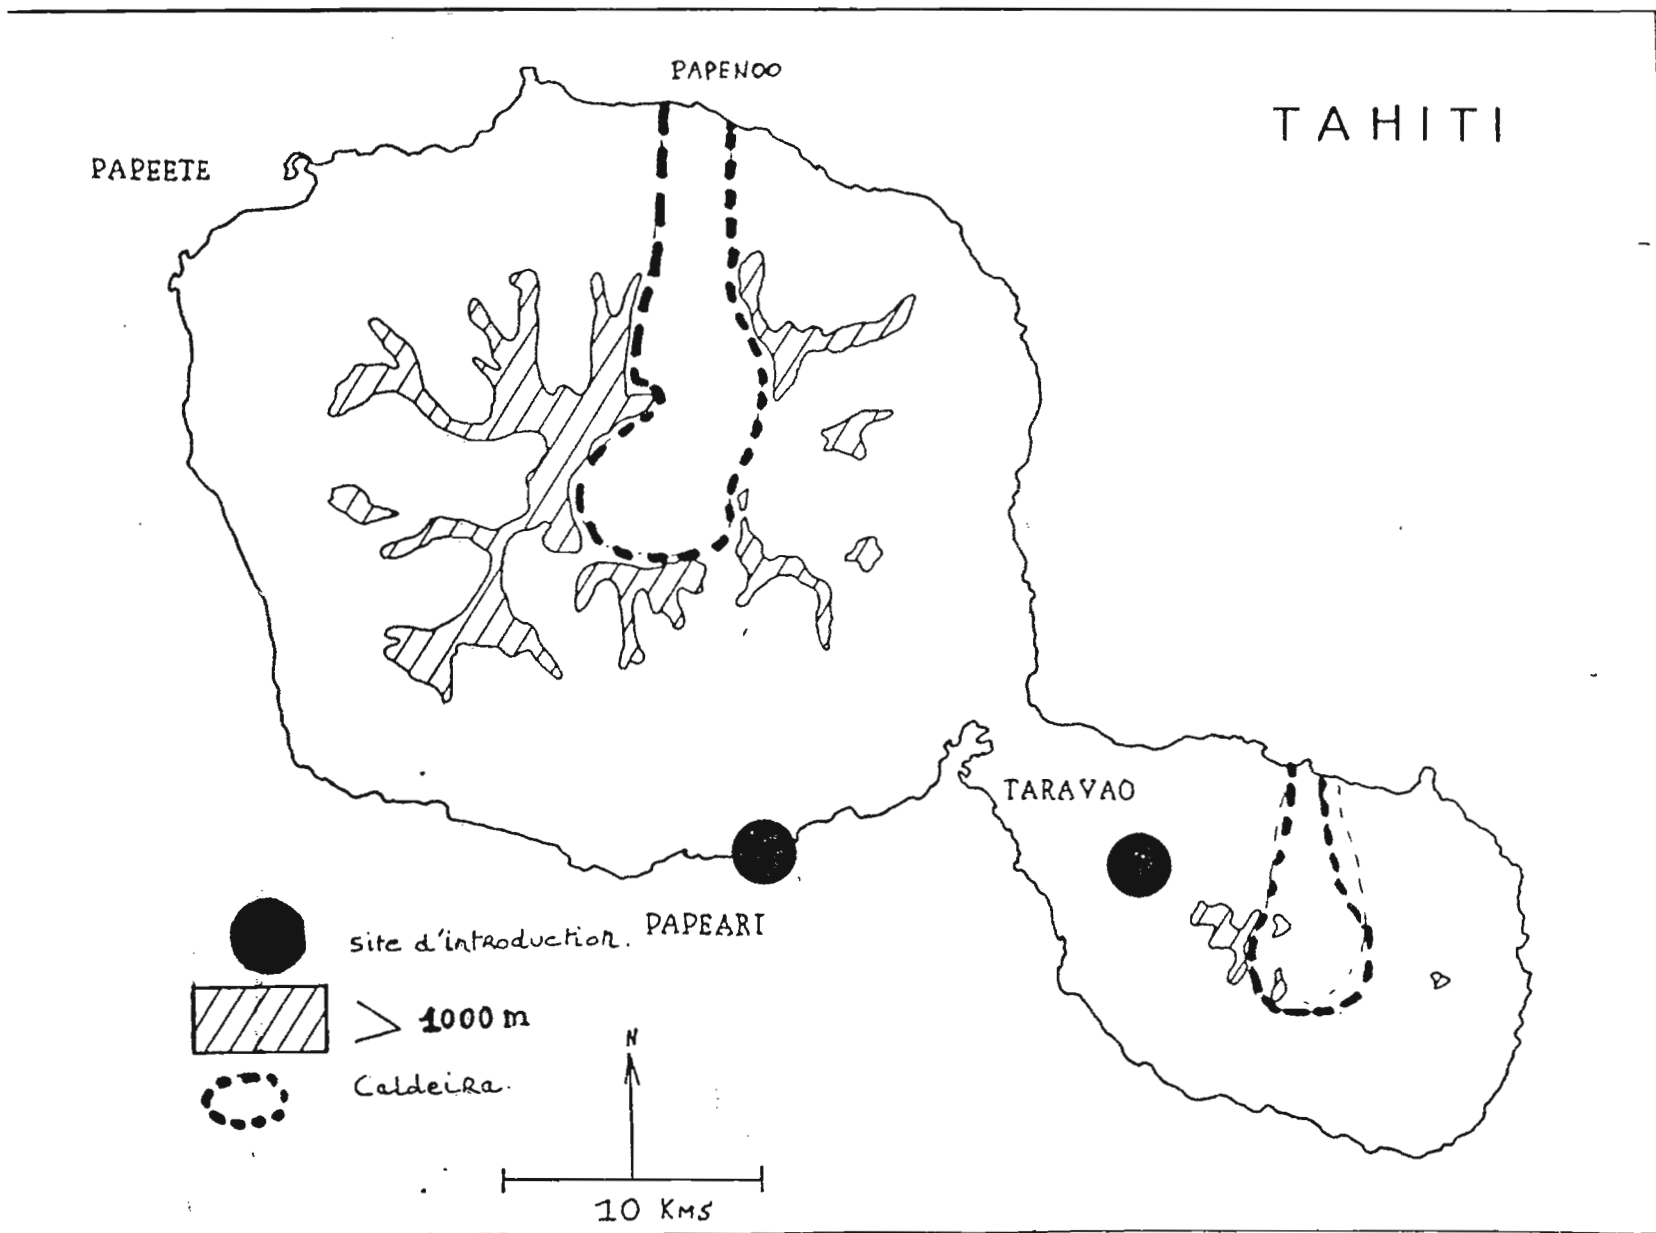 PAPENOO
TAHITI
PAPEETE
TARAVAO
PAPEARI
site d'introduction.
> 1000 m
Caldeira.
N
10 KMS